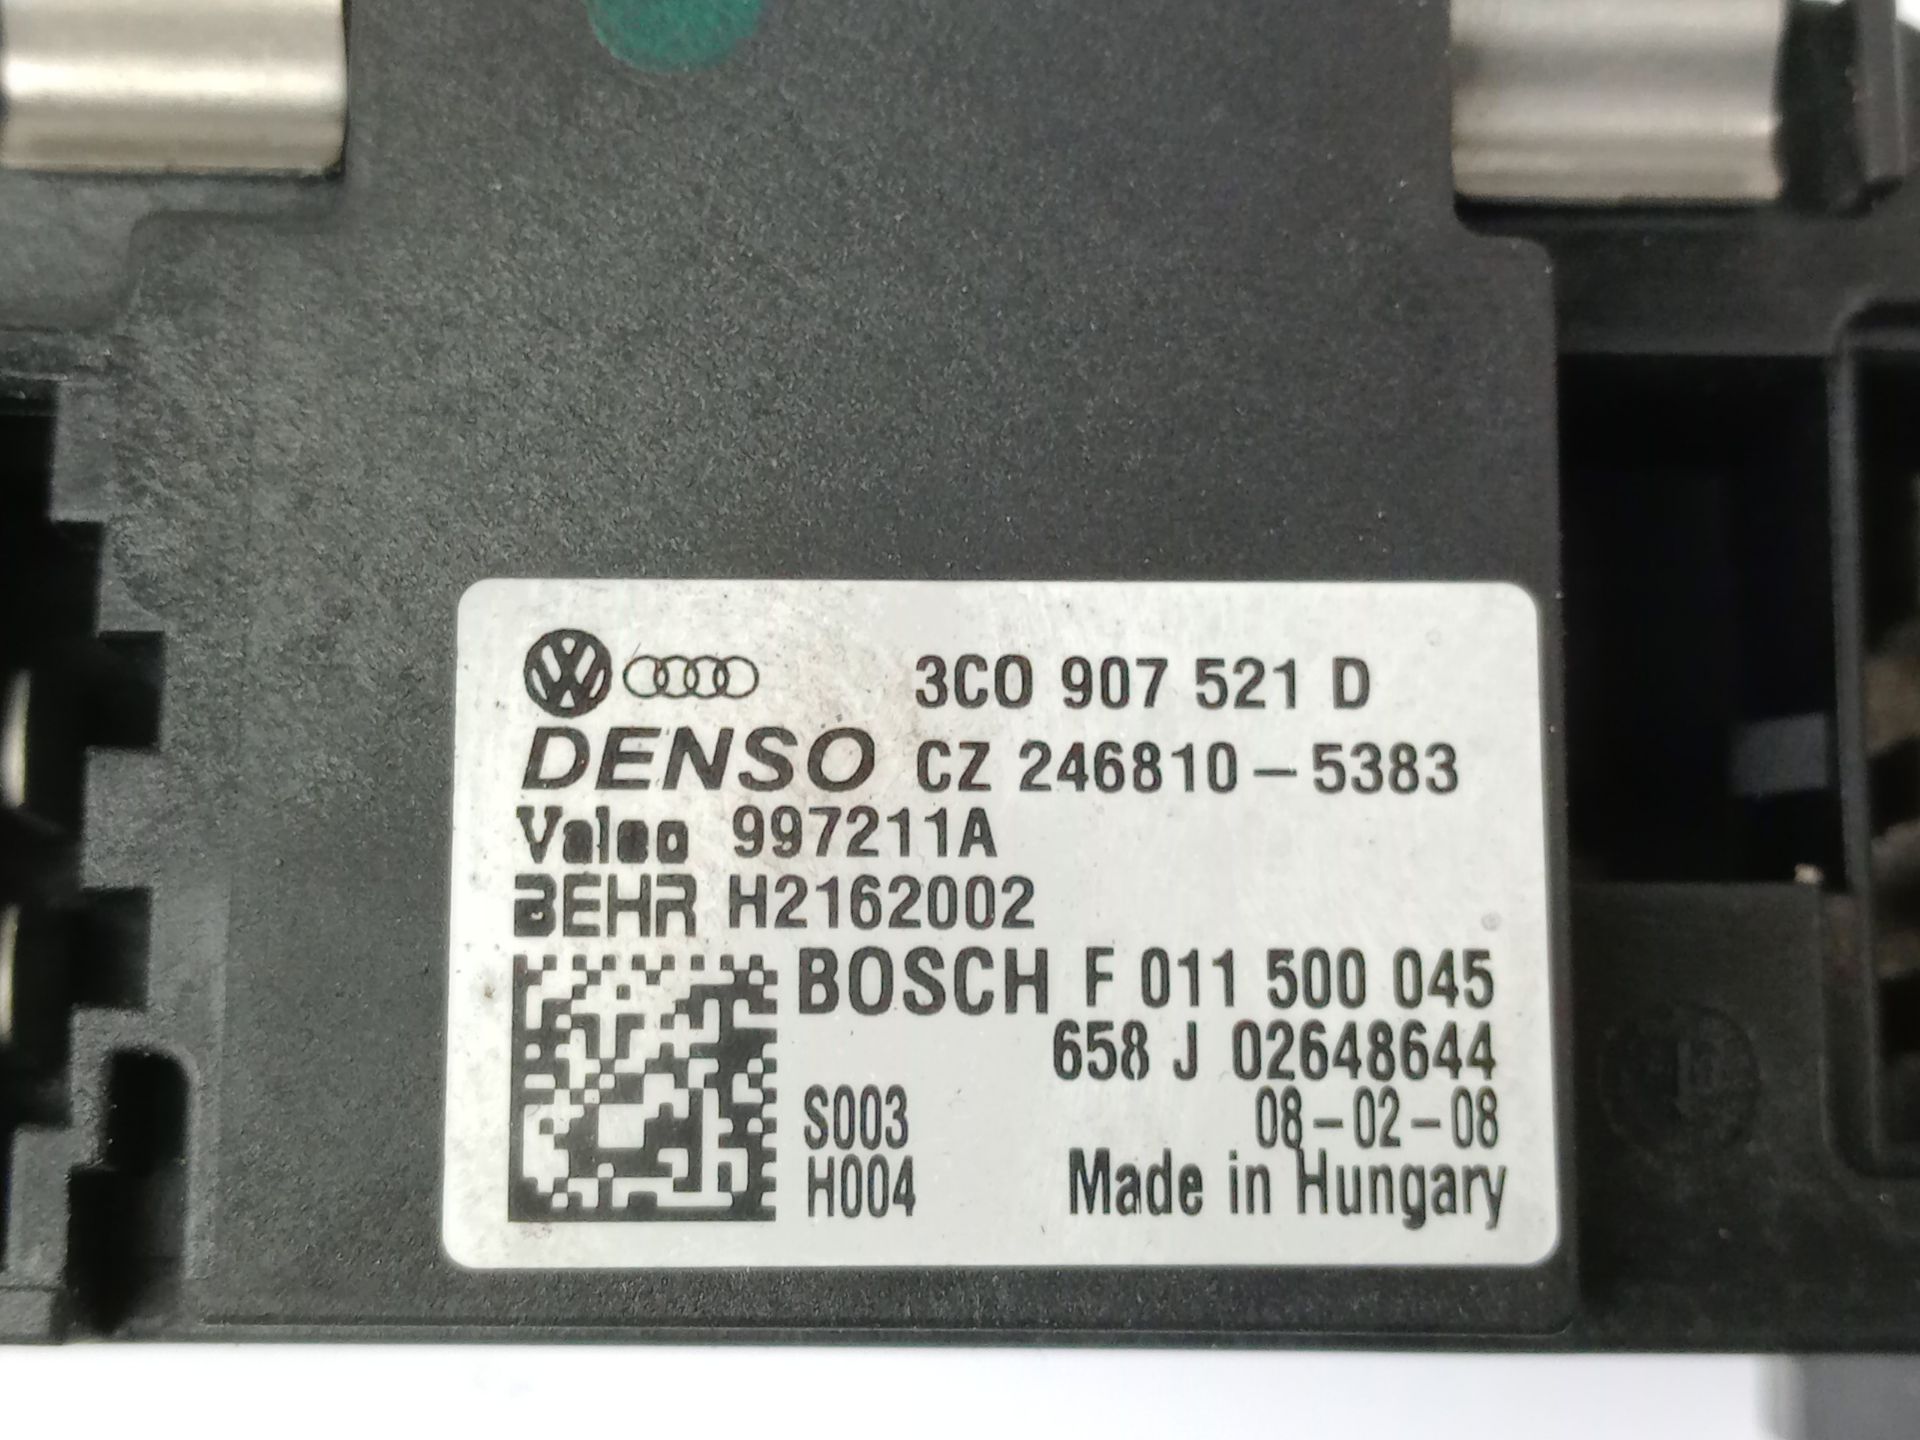 3C0 907 521 D
DENSO CZ 246810-5383
Valeo 997211A
BEHR H2162002
BOSCH F 011 500 045
658 J 02648644
S003 08-02-08
H004 Made in Hungary